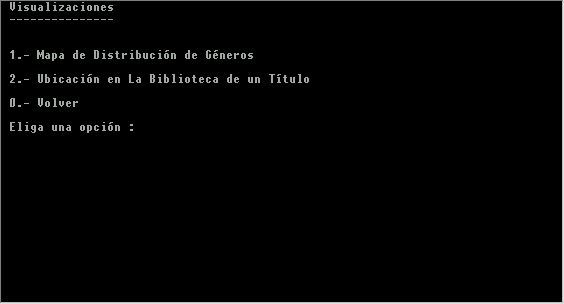 Visualizaciones
---------------
1.- Mapa de Distribución de Géneros
2.- Ubicación en La Biblioteca de un Título
0.- Volver
Eliga una opción :